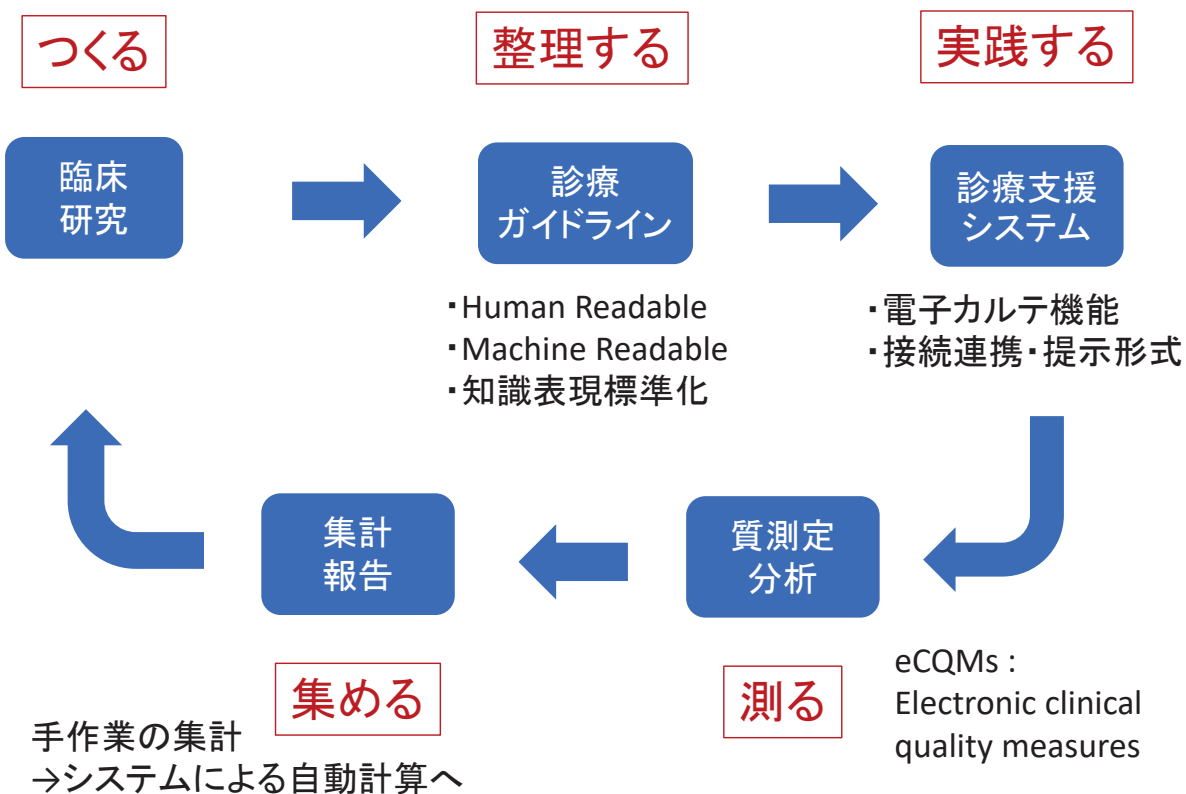 つくる
整理する
実践する
臨床
研究
診療
ガイドライン
診療支援
システム
・Human Readable
・Machine Readable
・知識表現標準化
・電子カルテ機能
・接続連携・提示形式
集計
報告
質測定
分析
集める
測る
eCQMs :
Electronic clinical
quality measures
手作業の集計
→システムによる自動計算へ